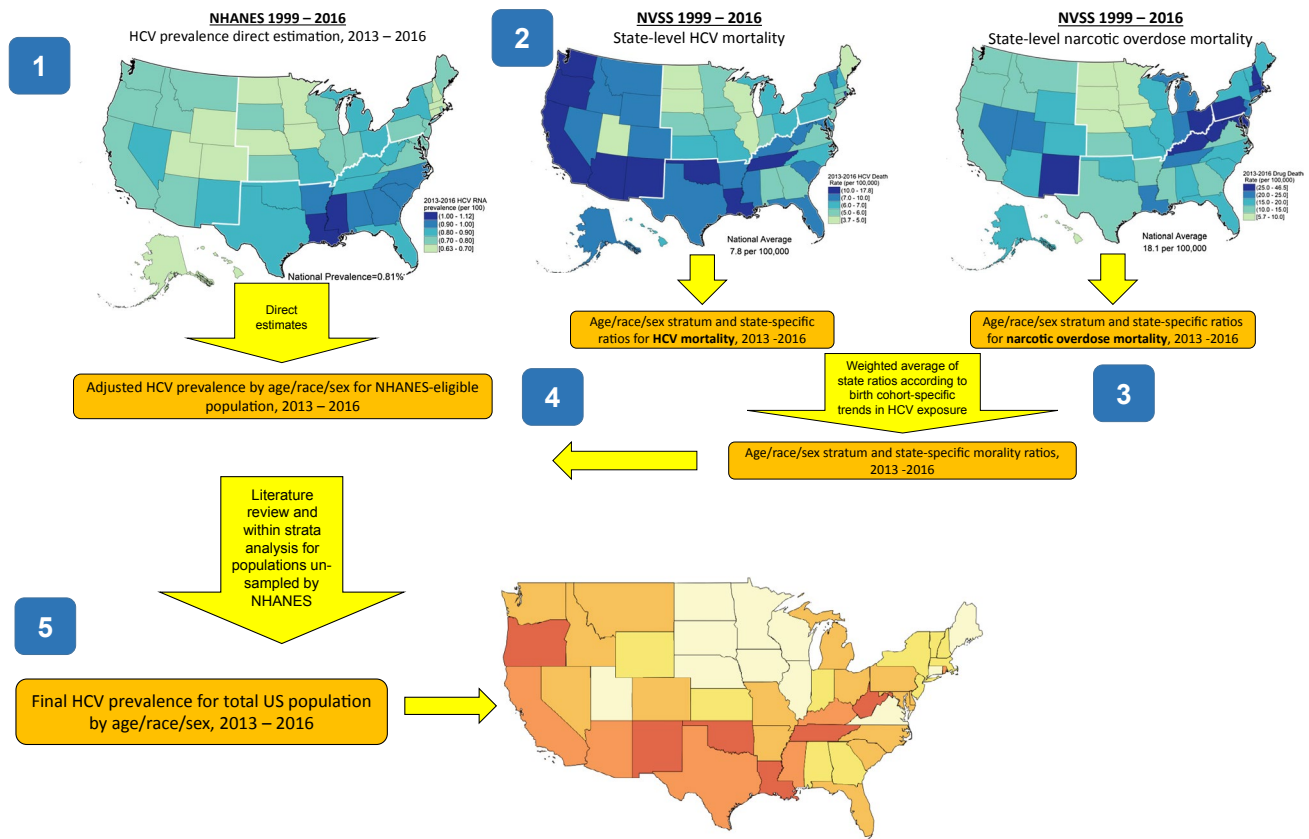 NHANES 1999 – 2016
HCV prevalence direct estimation, 2013 – 2016
1
2013-2016 HCV RNA
prevalence (per 100)
(1.00 - 1.12]
(0.90 - 1.00]
(0.80 - 0.90]
(0.70 - 0.80]
[0.63 - 0.70]
National Prevalence=0.81%
2
NVSS 1999 – 2016
State-level HCV mortality
2013-2016 HCV Death
Rate (per 100,000)
(10.0 - 17.8]
(7.0 - 10.0]
(6.0 - 7.0]
(5.0 - 6.0]
[3.7 - 5.0]
National Average
7.8 per 100,000
NVSS 1999 – 2016
State-level narcotic overdose mortality
2013-2016 Drug Death
Rate (per 100,000)
(25.0 - 46.5]
(20.0 - 25.0]
(15.0 - 20.0]
(10.0 - 15.0]
[5.7 - 10.0]
National Average
18.1 per 100,000
Direct
estimates
Age/race/sex stratum and state-specific
ratios for HCV mortality, 2013 -2016
Age/race/sex stratum and state-specific ratios
for narcotic overdose mortality, 2013 -2016
Adjusted HCV prevalence by age/race/sex for NHANES-eligible
population, 2013 – 2016
4
Weighted average of
state ratios according to
birth cohort-specific
trends in HCV exposure
3
Age/race/sex stratum and state-specific morality ratios,
2013 -2016
Literature
review and
within strata
analysis for
populations un-
sampled by
NHANES
5
Final HCV prevalence for total US population
by age/race/sex, 2013 – 2016